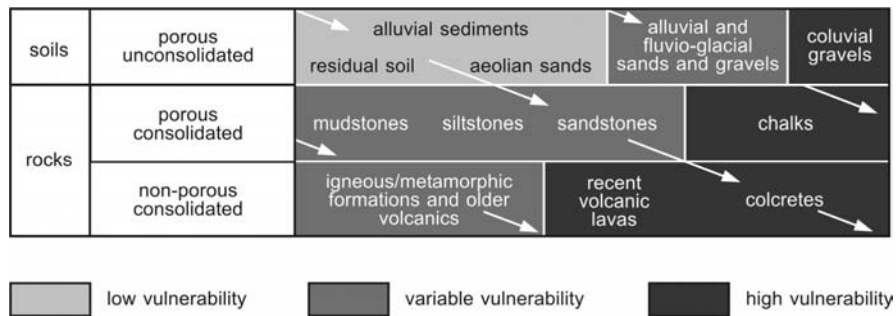 soils
porous
unconsolidated
alluvial sediments
residual soil aeolian sands
alluvial and
fluvio-glacial
sands and gravels
coluvial
gravels
rocks
porous
consolidated
mudstones siltstones sandstones
chalks
non-porous
consolidated
igneous/metamorphic
formations and older
volcanics
recent
volcanic
lavas
colcretes
low vulnerability
variable vulnerability
high vulnerability